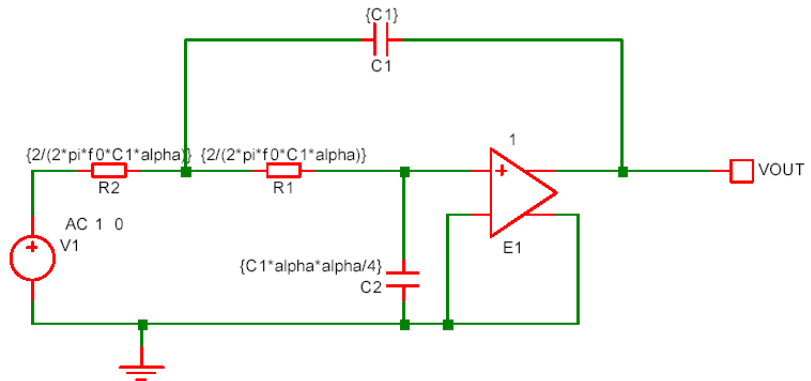 {C1}
C1
{2/(2*pi*f0*C1*alpha)} {2/(2*pi*f0*C1*alpha)}
R2
R1
1
VOUT
AC 1 0
V1
E1
{C1*alpha*alpha/4}
C2